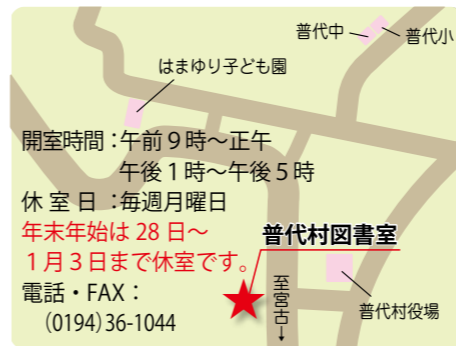 普代中
普代小
はまゆり子ども園
開室時間：午前９時～正午
午後１時～午後５時
休 室 日 ：毎週月曜日
年末年始は 28 日～
１月３日まで休室です。
電話・FAX：
(0194)36-1044
普代村図書室
至宮古→
普代村役場